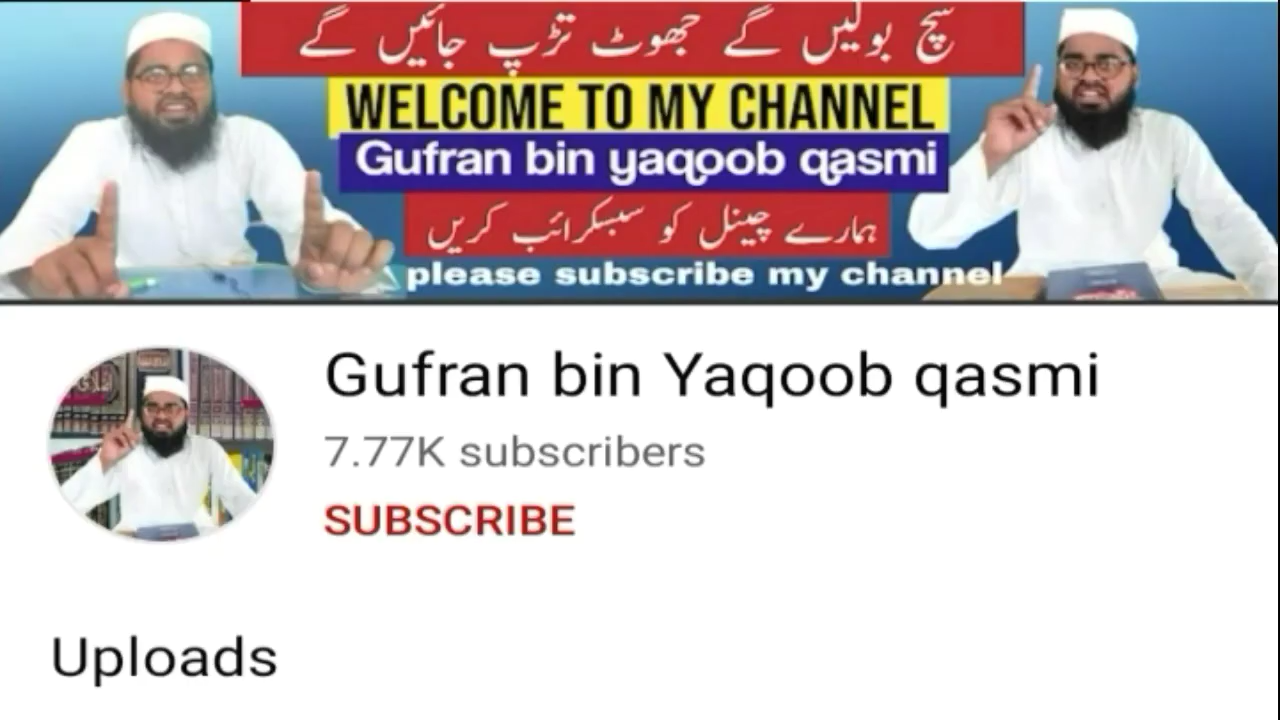 سچ بولیں گے جھوٹ تڑپ جائیں گے
WELCOME TO MY CHANNEL
Gufran bin yaqoob qasmi
ہمارے چینل کو سبسکرائب کریں
please subscribe my channel
Gufran bin Yaqoob qasmi
7.77K subscribers
SUBSCRIBE
Uploads